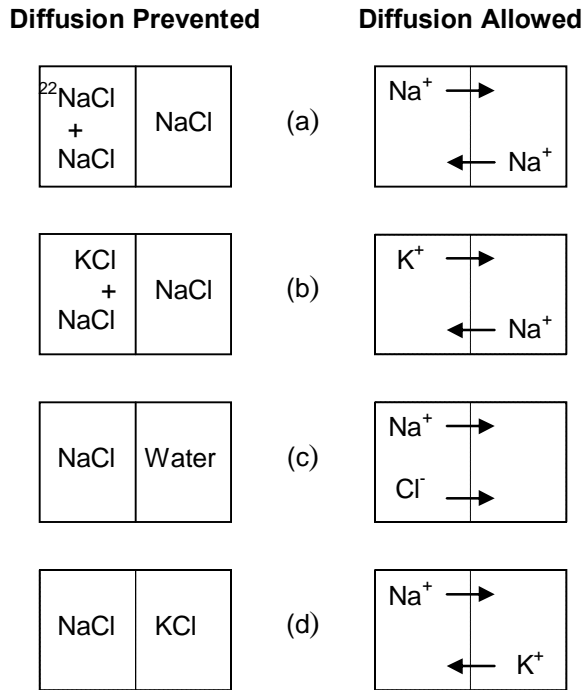 Diffusion Prevented Diffusion Allowed
²²NaCl
+
NaCl
NaCl
(a)
Na⁺
Na⁺
KCl
+
NaCl
NaCl
(b)
K⁺
Na⁺
NaCl
Water
(c)
Na⁺
Cl⁻
NaCl
KCl
(d)
Na⁺
K⁺